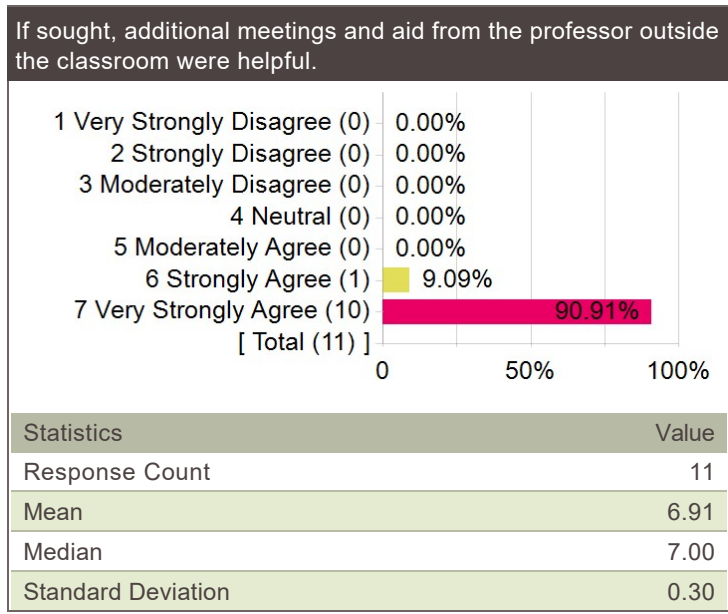 If sought, additional meetings and aid from the professor outside
the classroom were helpful.
1 Very Strongly Disagree (0) 0.00%
2 Strongly Disagree (0) 0.00%
3 Moderately Disagree (0) 0.00%
4 Neutral (0) 0.00%
5 Moderately Agree (0) 0.00%
6 Strongly Agree (1) 9.09%
7 Very Strongly Agree (10) 90.91%
[ Total (11) ]
0 50% 100%
Statistics Value
Response Count 11
Mean 6.91
Median 7.00
Standard Deviation 0.30